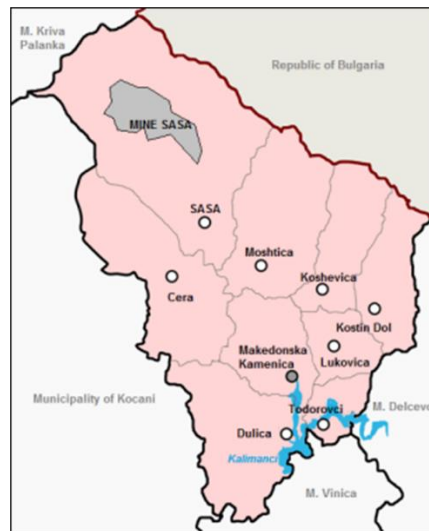 M. Kriva
Palanka
Republic of Bulgaria
MINE SASA
SASA
Moshtica
Koshevica
Cera
Kostin Dol
Makedonska
Kamenica
Lukovica
Municipality of Kocani
Todorovci
M. Delcevo
Dulica
Kalimanci
M. Vinica